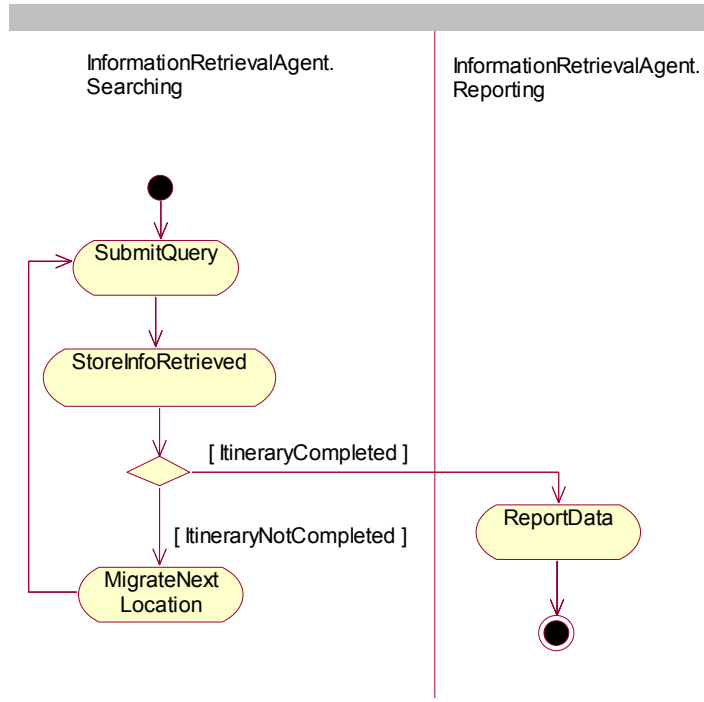 InformationRetrievalAgent.
Searching
InformationRetrievalAgent.
Reporting
SubmitQuery
StoreInfoRetrieved
[ ItineraryCompleted ]
ReportData
[ ItineraryNotCompleted ]
MigrateNext
Location